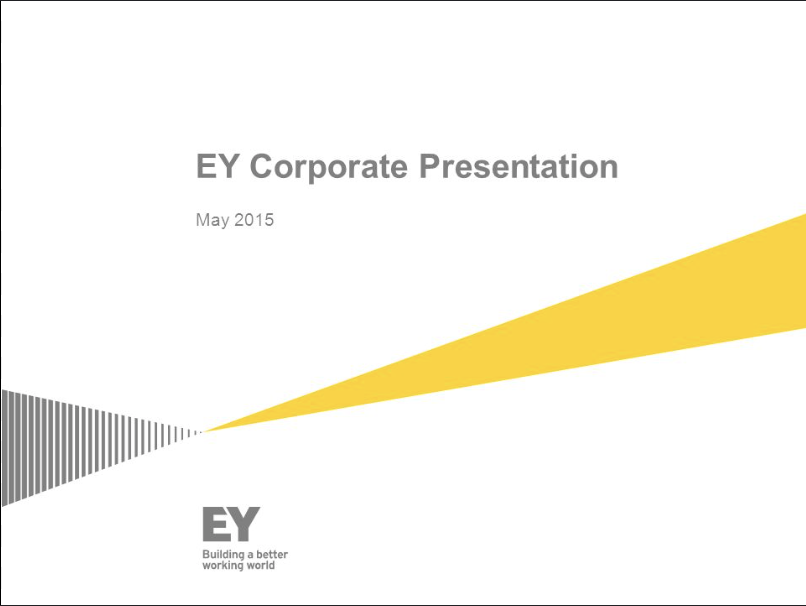 EY Corporate Presentation
May 2015
EY
Building a better
working world